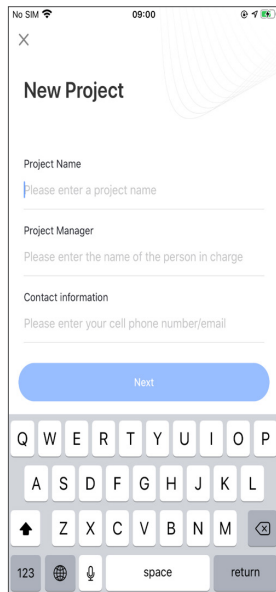 No SIM 09:00
New Project
Project Name
Please enter a project name
Project Manager
Please enter the name of the person in charge
Contact information
Please enter your cell phone number/email
Next
Q W E R T Y U I O P
A S D F G H J K L
Z X C V B N M
123 space return